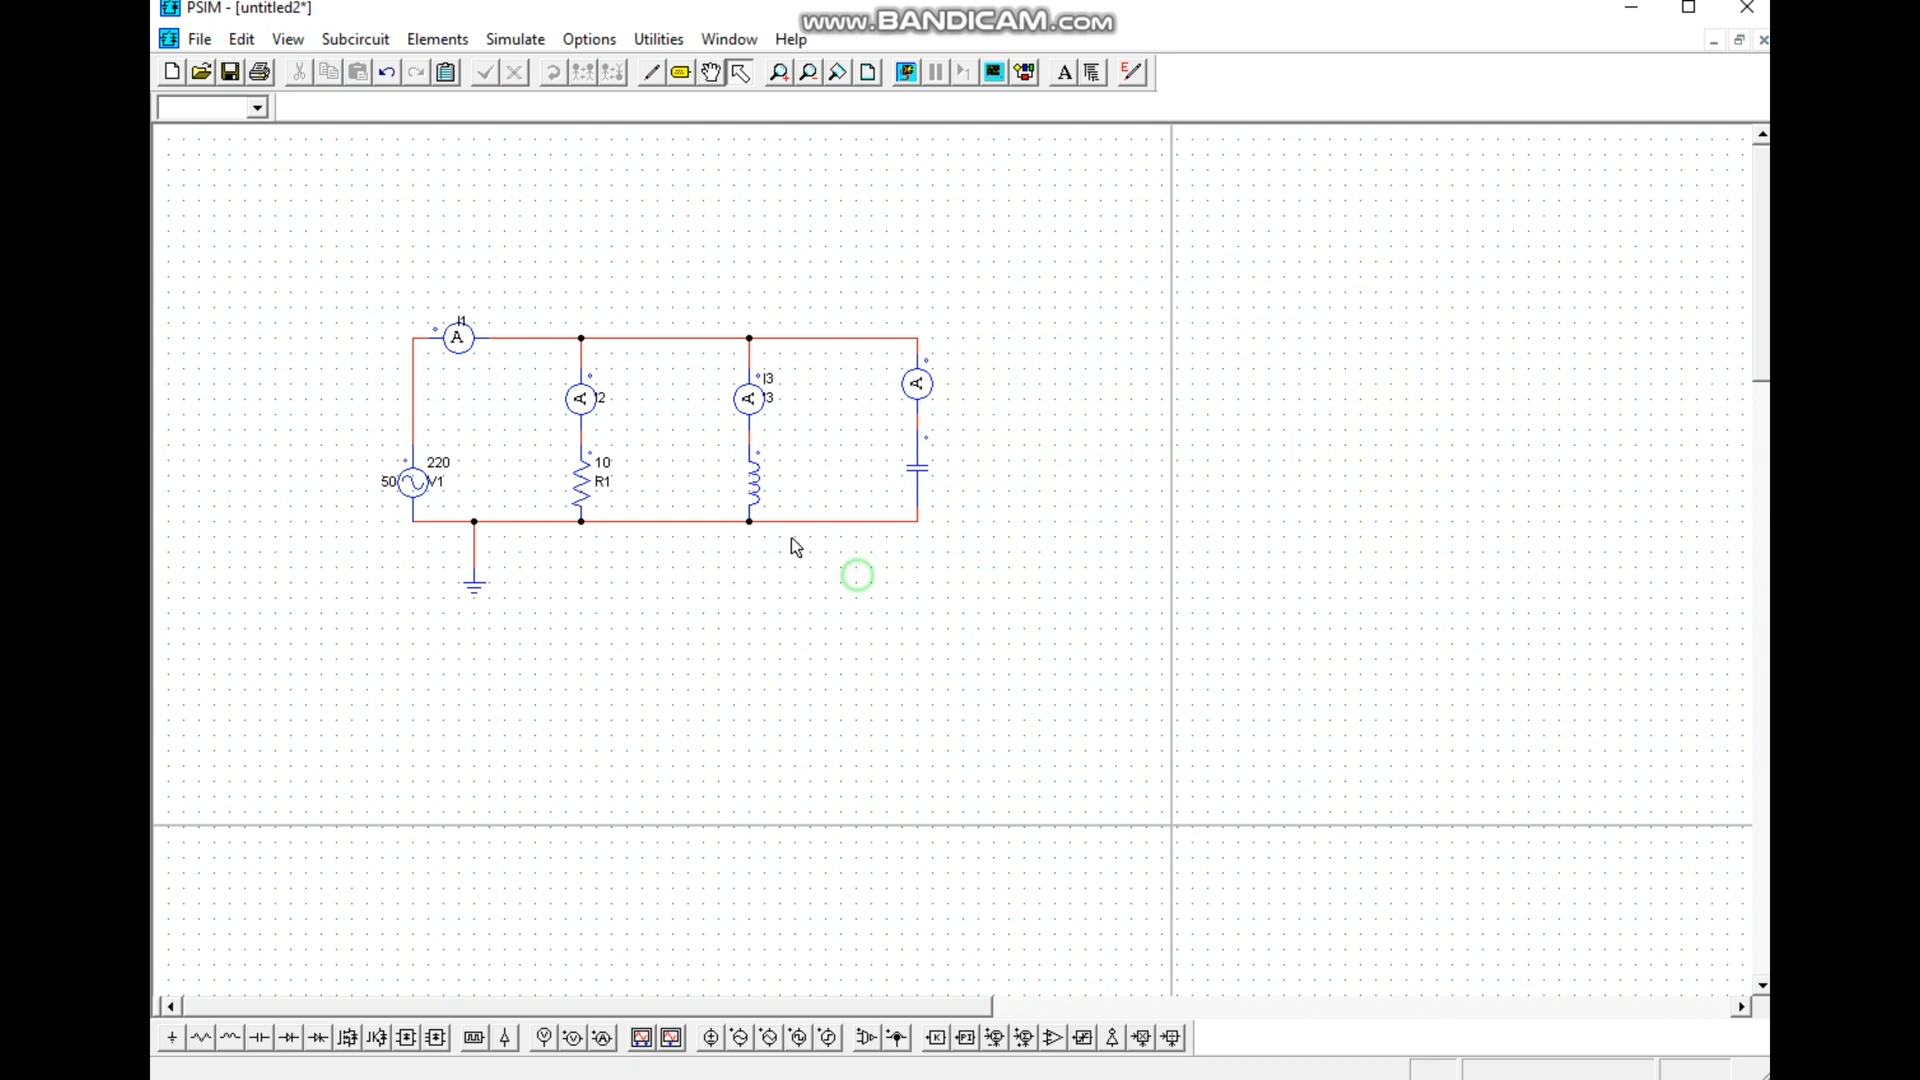 PSIM - [untitled2*]
www.BANDICAM.com
File Edit View Subcircuit Elements Simulate Options Utilities Window Help
I1
A
I3
A
I2
A
I3
A
220
50
V1
10
R1